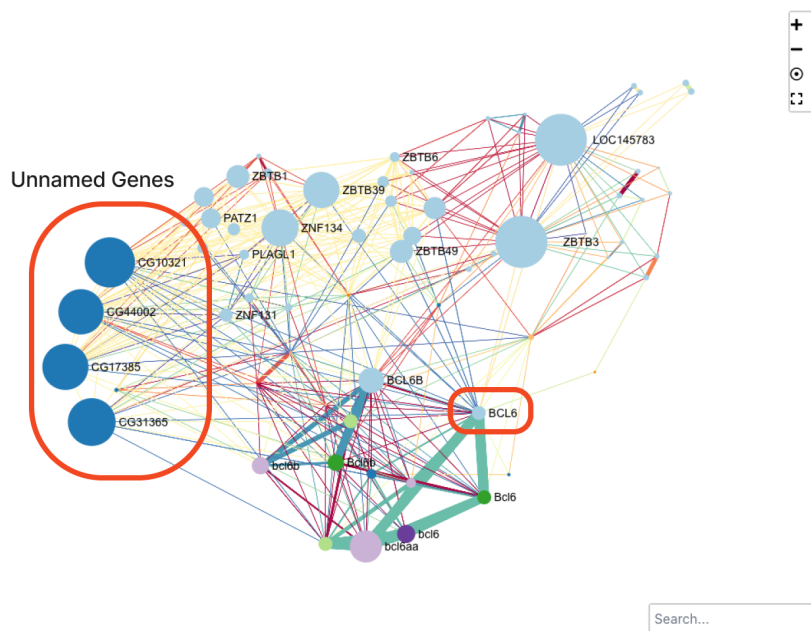 LOC145783
ZBTB6
Unnamed Genes
ZBTB1
ZBTB39
PATZ1
ZNF134
ZBTB3
PLAGL1
ZBTB49
CG10321
CG44002
ZNF131
CG17385
BCL6B
BCL6
CG31365
bcl6b
Bcl6b
Bcl6
bcl6
bcl6aa
Search...